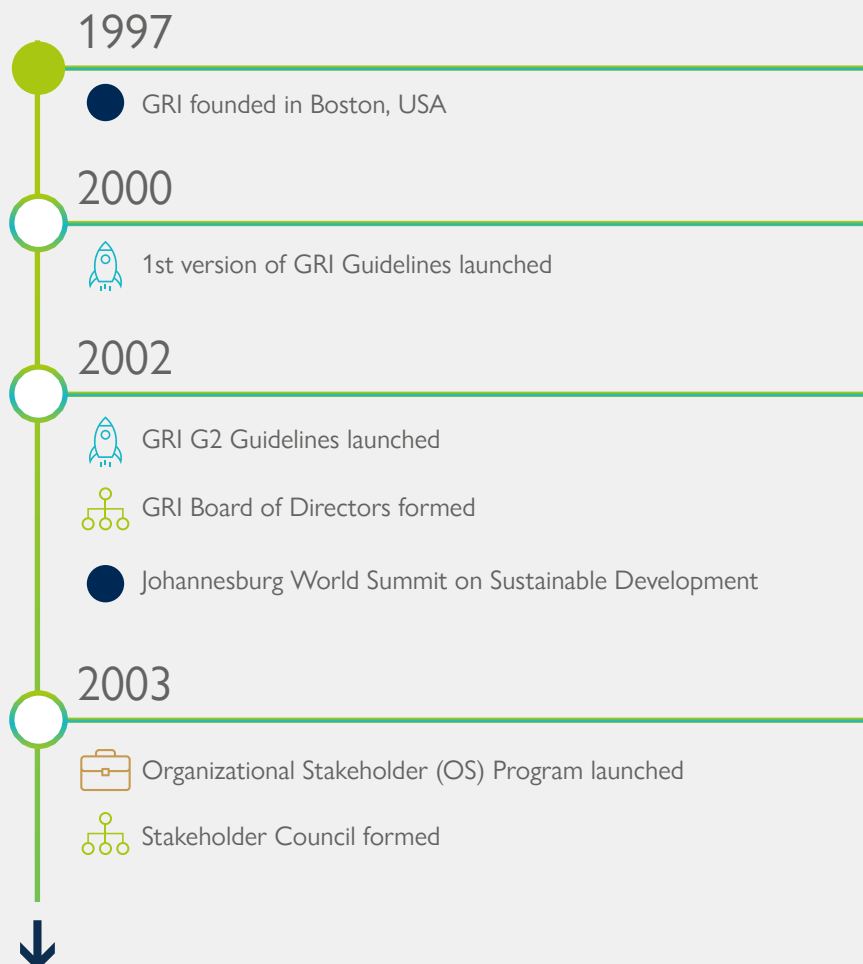 1997
GRI founded in Boston, USA
2000
1st version of GRI Guidelines launched
2002
GRI G2 Guidelines launched
GRI Board of Directors formed
Johannesburg World Summit on Sustainable Development
2003
Organizational Stakeholder (OS) Program launched
Stakeholder Council formed